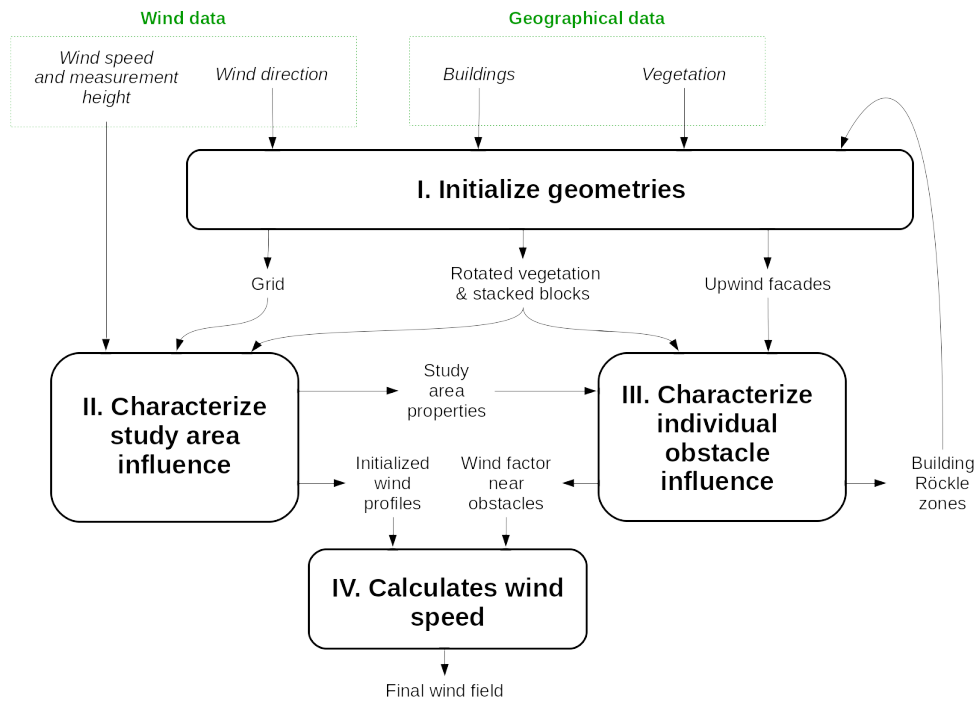 Wind data
Geographical data
Wind speed
and measurement
height
Wind direction
Buildings
Vegetation
I. Initialize geometries
Grid
Rotated vegetation
& stacked blocks
Upwind facades
II. Characterize
study area
influence
Study
area
properties
III. Characterize
individual
obstacle
influence
Initialized
wind
profiles
Wind factor
near
obstacles
Building
Röckle
zones
IV. Calculates wind
speed
Final wind field